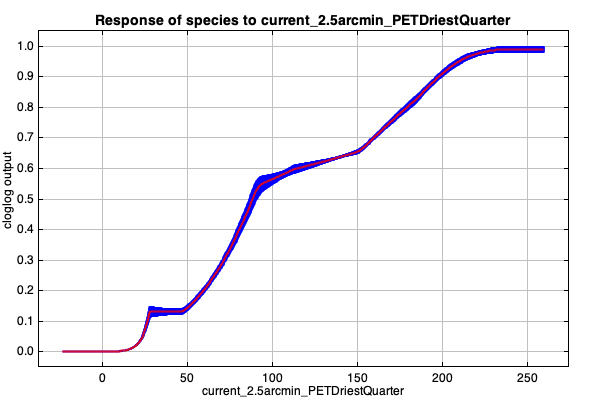 Response of species to current_2.5arcmin_PETDriestQuarter
cloglog output
1.0
0.9
0.8
0.7
0.6
0.5
0.4
0.3
0.2
0.1
0.0
0 50 100 150 200 250
current_2.5arcmin_PETDriestQuarter